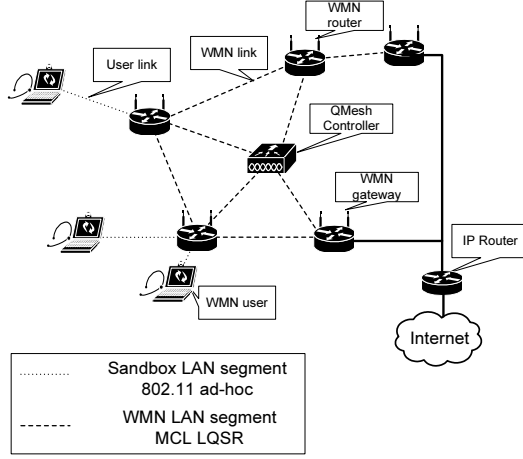 WMN
router
WMN link
User link
QMesh
Controller
WMN
gateway
IP Router
WMN user
Internet
Sandbox LAN segment
802.11 ad-hoc
WMN LAN segment
MCL LQSR